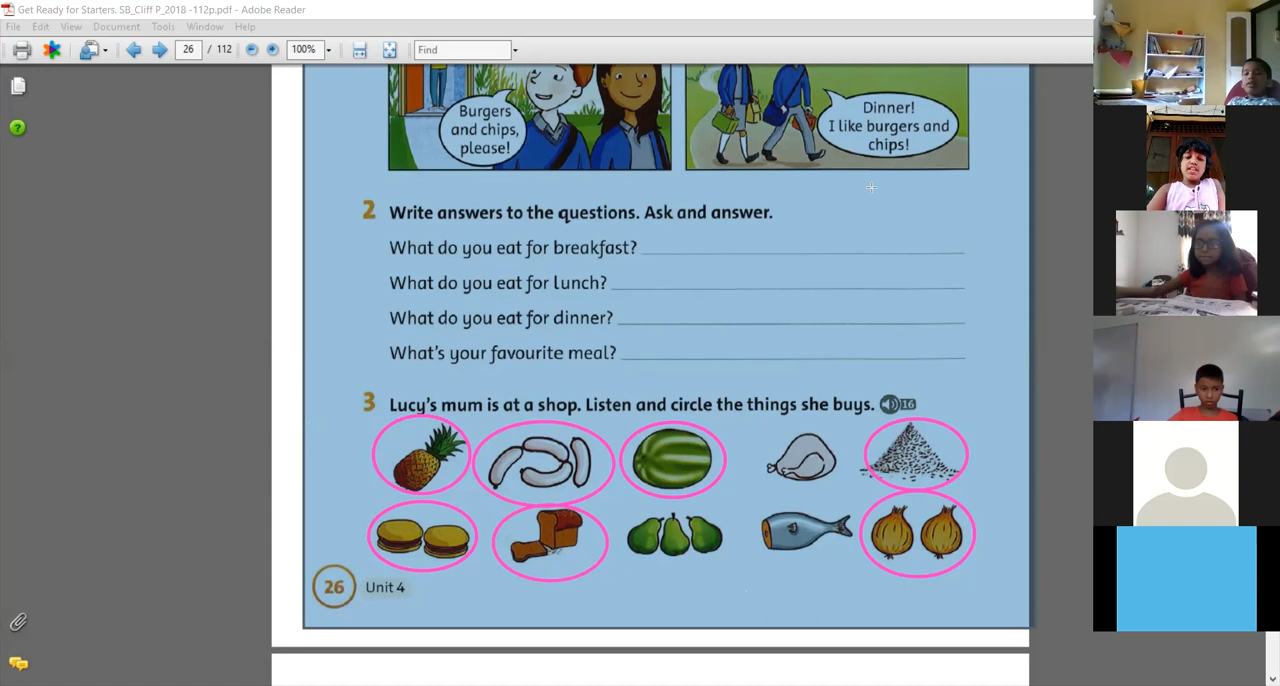 Get Ready for Starters. SB_Cliff P_2018 -112p.pdf - Adobe Reader
File Edit View Document Tools Window Help
26 / 112 100% Find
Burgers
and chips,
please!
Dinner!
I like burgers and
chips!
2 Write answers to the questions. Ask and answer.
What do you eat for breakfast?
What do you eat for lunch?
What do you eat for dinner?
What's your favourite meal?
3 Lucy's mum is at a shop. Listen and circle the things she buys. 16
26 Unit 4